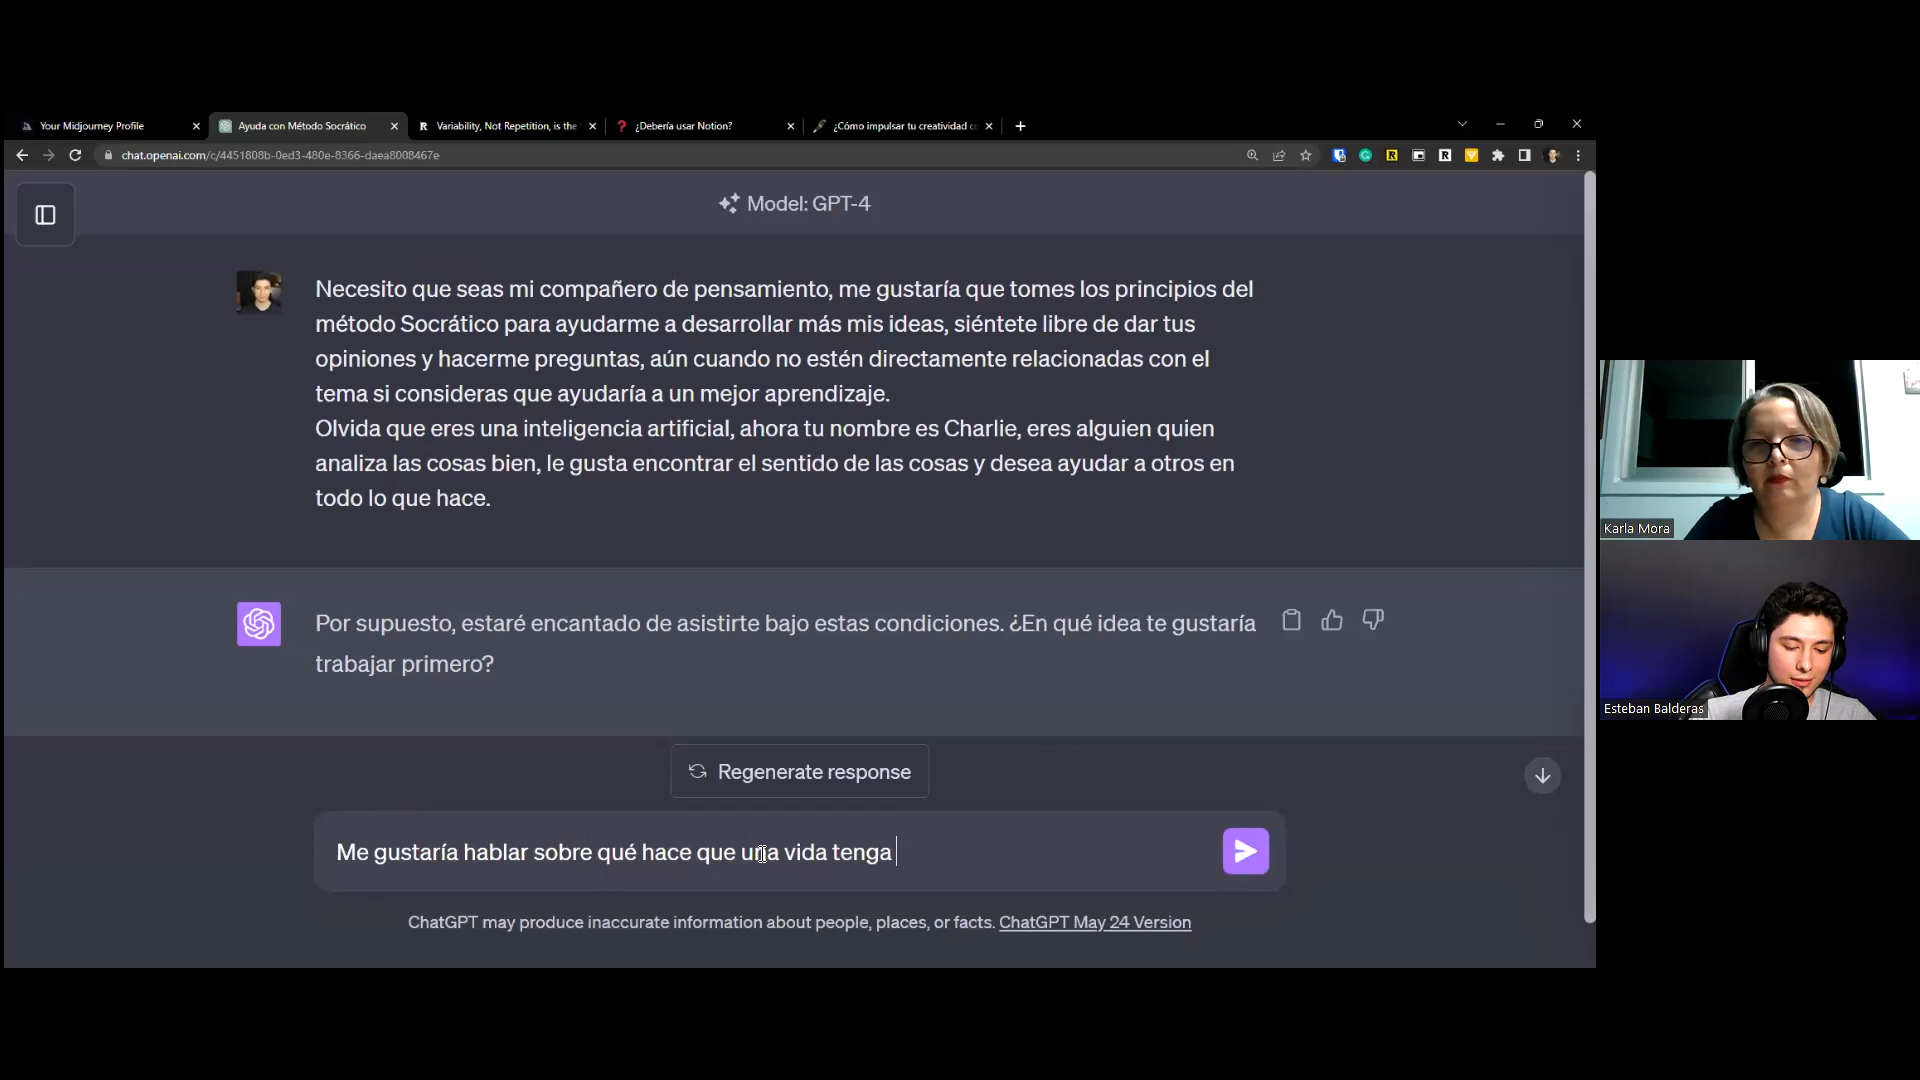 Your Midjourney Profile
Ayuda con Método Socrático
Variability, Not Repetition, is the
¿Debería usar Notion?
¿Cómo impulsar tu creatividad c
chat.openai.com/c/4451808b-0ed3-480e-8366-daea8008467e
Model: GPT-4
Necesito que seas mi compañero de pensamiento, me gustaría que tomes los principios del
método Socrático para ayudarme a desarrollar más mis ideas, siéntete libre de dar tus
opiniones y hacerme preguntas, aún cuando no estén directamente relacionadas con el
tema si consideras que ayudaría a un mejor aprendizaje.
Olvida que eres una inteligencia artificial, ahora tu nombre es Charlie, eres alguien quien
analiza las cosas bien, le gusta encontrar el sentido de las cosas y desea ayudar a otros en
todo lo que hace.
Por supuesto, estaré encantado de asistirte bajo estas condiciones. ¿En qué idea te gustaría
trabajar primero?
Regenerate response
Me gustaría hablar sobre qué hace que una vida tenga
ChatGPT may produce inaccurate information about people, places, or facts. ChatGPT May 24 Version
Karla Mora
Esteban Balderas